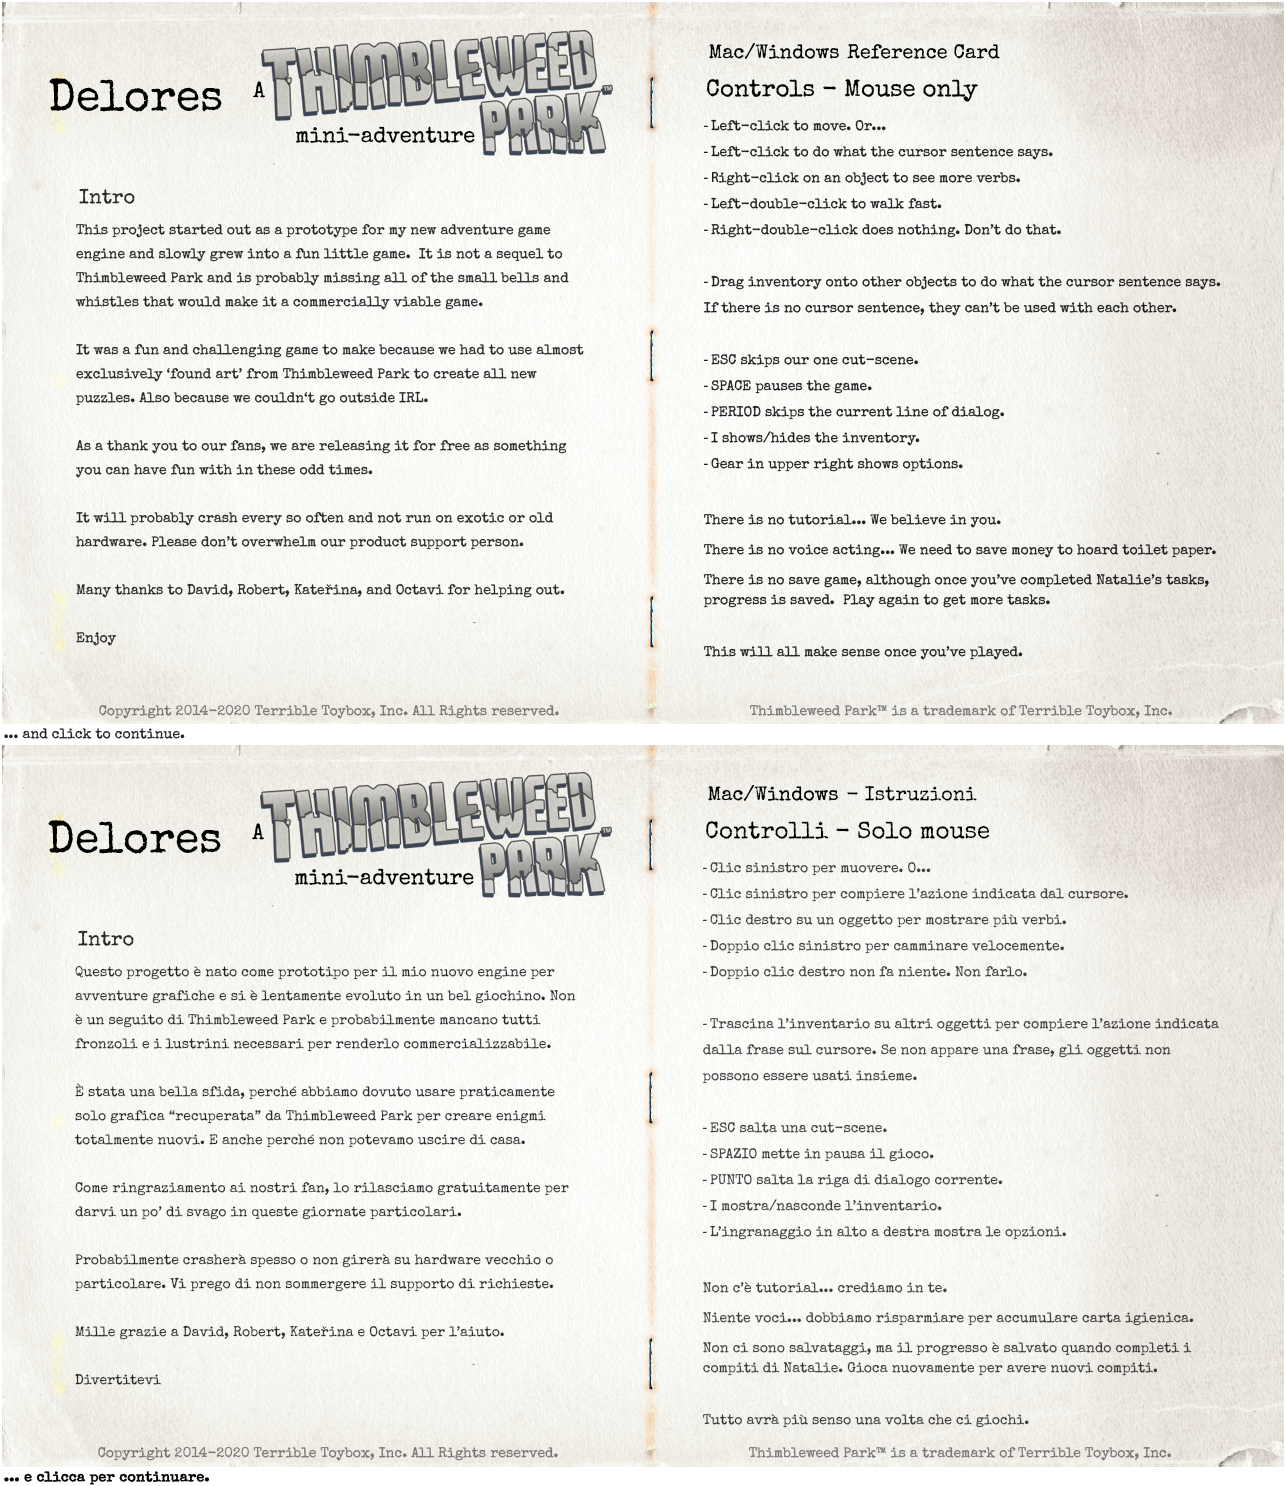 Delores
A THIMBLEWEED PARK™
mini-adventure
Intro
This project started out as a prototype for my new adventure game
engine and slowly grew into a fun little game.  It is not a sequel to
Thimbleweed Park and is probably missing all of the small bells and
whistles that would make it a commercially viable game.
It was a fun and challenging game to make because we had to use almost
exclusively ‘found art’ from Thimbleweed Park to create all new
puzzles. Also because we couldn‘t go outside IRL.
As a thank you to our fans, we are releasing it for free as something
you can have fun with in these odd times.
It will probably crash every so often and not run on exotic or old
hardware. Please don’t overwhelm our product support person.
Many thanks to David, Robert, Kateřina, and Octavi for helping out.
Enjoy
Copyright 2014-2020 Terrible Toybox, Inc. All Rights reserved.
Mac/Windows Reference Card
Controls - Mouse only
- Left-click to move. Or...
- Left-click to do what the cursor sentence says.
- Right-click on an object to see more verbs.
- Left-double-click to walk fast.
- Right-double-click does nothing. Don’t do that.
- Drag inventory onto other objects to do what the cursor sentence says.
If there is no cursor sentence, they can’t be used with each other.
- ESC skips our one cut-scene.
- SPACE pauses the game.
- PERIOD skips the current line of dialog.
- I shows/hides the inventory.
- Gear in upper right shows options.
There is no tutorial... We believe in you.
There is no voice acting... We need to save money to hoard toilet paper.
There is no save game, although once you’ve completed Natalie’s tasks,
progress is saved.  Play again to get more tasks.
This will all make sense once you’ve played.
Thimbleweed Park™ is a trademark of Terrible Toybox, Inc.
... and click to continue.
Delores
A THIMBLEWEED PARK™
mini-adventure
Intro
Questo progetto è nato come prototipo per il mio nuovo engine per
avventure grafiche e si è lentamente evoluto in un bel giochino. Non
è un seguito di Thimbleweed Park e probabilmente mancano tutti
fronzoli e i lustrini necessari per renderlo commercializzabile.
È stata una bella sfida, perché abbiamo dovuto usare praticamente
solo grafica “recuperata” da Thimbleweed Park per creare enigmi
totalmente nuovi. E anche perché non potevamo uscire di casa.
Come ringraziamento ai nostri fan, lo rilasciamo gratuitamente per
darvi un po’ di svago in queste giornate particolari.
Probabilmente crasherà spesso o non girerà su hardware vecchio o
particolare. Vi prego di non sommergere il supporto di richieste.
Mille grazie a David, Robert, Kateřina e Octavi per l’aiuto.
Divertitevi
Copyright 2014-2020 Terrible Toybox, Inc. All Rights reserved.
Mac/Windows - Istruzioni
Controlli - Solo mouse
- Clic sinistro per muovere. O...
- Clic sinistro per compiere l’azione indicata dal cursore.
- Clic destro su un oggetto per mostrare più verbi.
- Doppio clic sinistro per camminare velocemente.
- Doppio clic destro non fa niente. Non farlo.
- Trascina l’inventario su altri oggetti per compiere l’azione indicata
dalla frase sul cursore. Se non appare una frase, gli oggetti non
possono essere usati insieme.
- ESC salta una cut-scene.
- SPAZIO mette in pausa il gioco.
- PUNTO salta la riga di dialogo corrente.
- I mostra/nasconde l’inventario.
- L’ingranaggio in alto a destra mostra le opzioni.
Non c’è tutorial... crediamo in te.
Niente voci... dobbiamo risparmiare per accumulare carta igienica.
Non ci sono salvataggi, ma il progresso è salvato quando completi i
compiti di Natalie. Gioca nuovamente per avere nuovi compiti.
Tutto avrà più senso una volta che ci giochi.
Thimbleweed Park™ is a trademark of Terrible Toybox, Inc.
... e clicca per continuare.